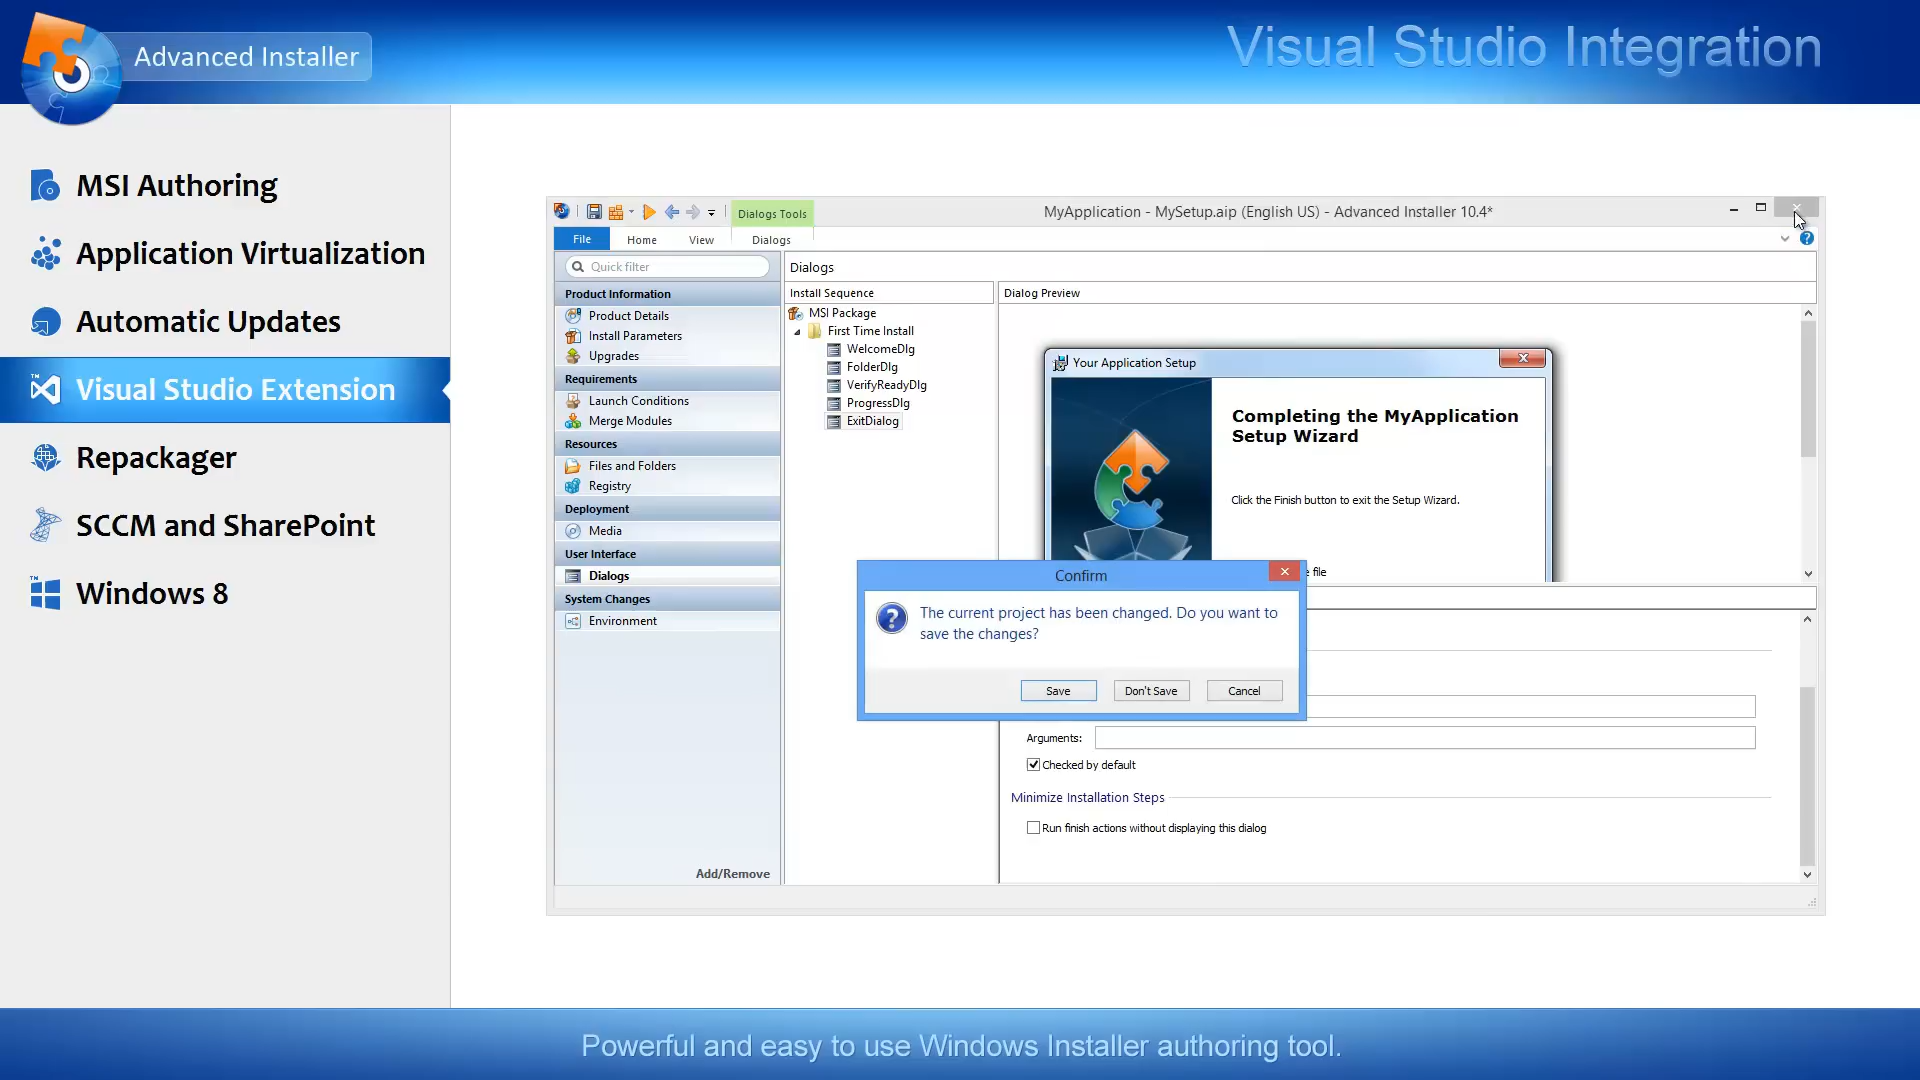 Advanced Installer
Visual Studio Integration
MSI Authoring
Application Virtualization
Automatic Updates
Visual Studio Extension
Repackager
SCCM and SharePoint
Windows 8
Dialogs Tools
MyApplication - MySetup.aip (English US) - Advanced Installer 10.4*
File
Home
View
Dialogs
Quick filter
Product Information
Product Details
Install Parameters
Upgrades
Requirements
Launch Conditions
Merge Modules
Resources
Files and Folders
Registry
Deployment
Media
User Interface
Dialogs
System Changes
Environment
Add/Remove
Dialogs
Install Sequence
MSI Package
First Time Install
WelcomeDlg
FolderDlg
VerifyReadyDlg
ProgressDlg
ExitDialog
Dialog Preview
Your Application Setup
Completing the MyApplication
Setup Wizard
Click the Finish button to exit the Setup Wizard.
file
Confirm
The current project has been changed. Do you want to
save the changes?
Save
Don't Save
Cancel
Arguments:
Checked by default
Minimize Installation Steps
Run finish actions without displaying this dialog
Powerful and easy to use Windows Installer authoring tool.